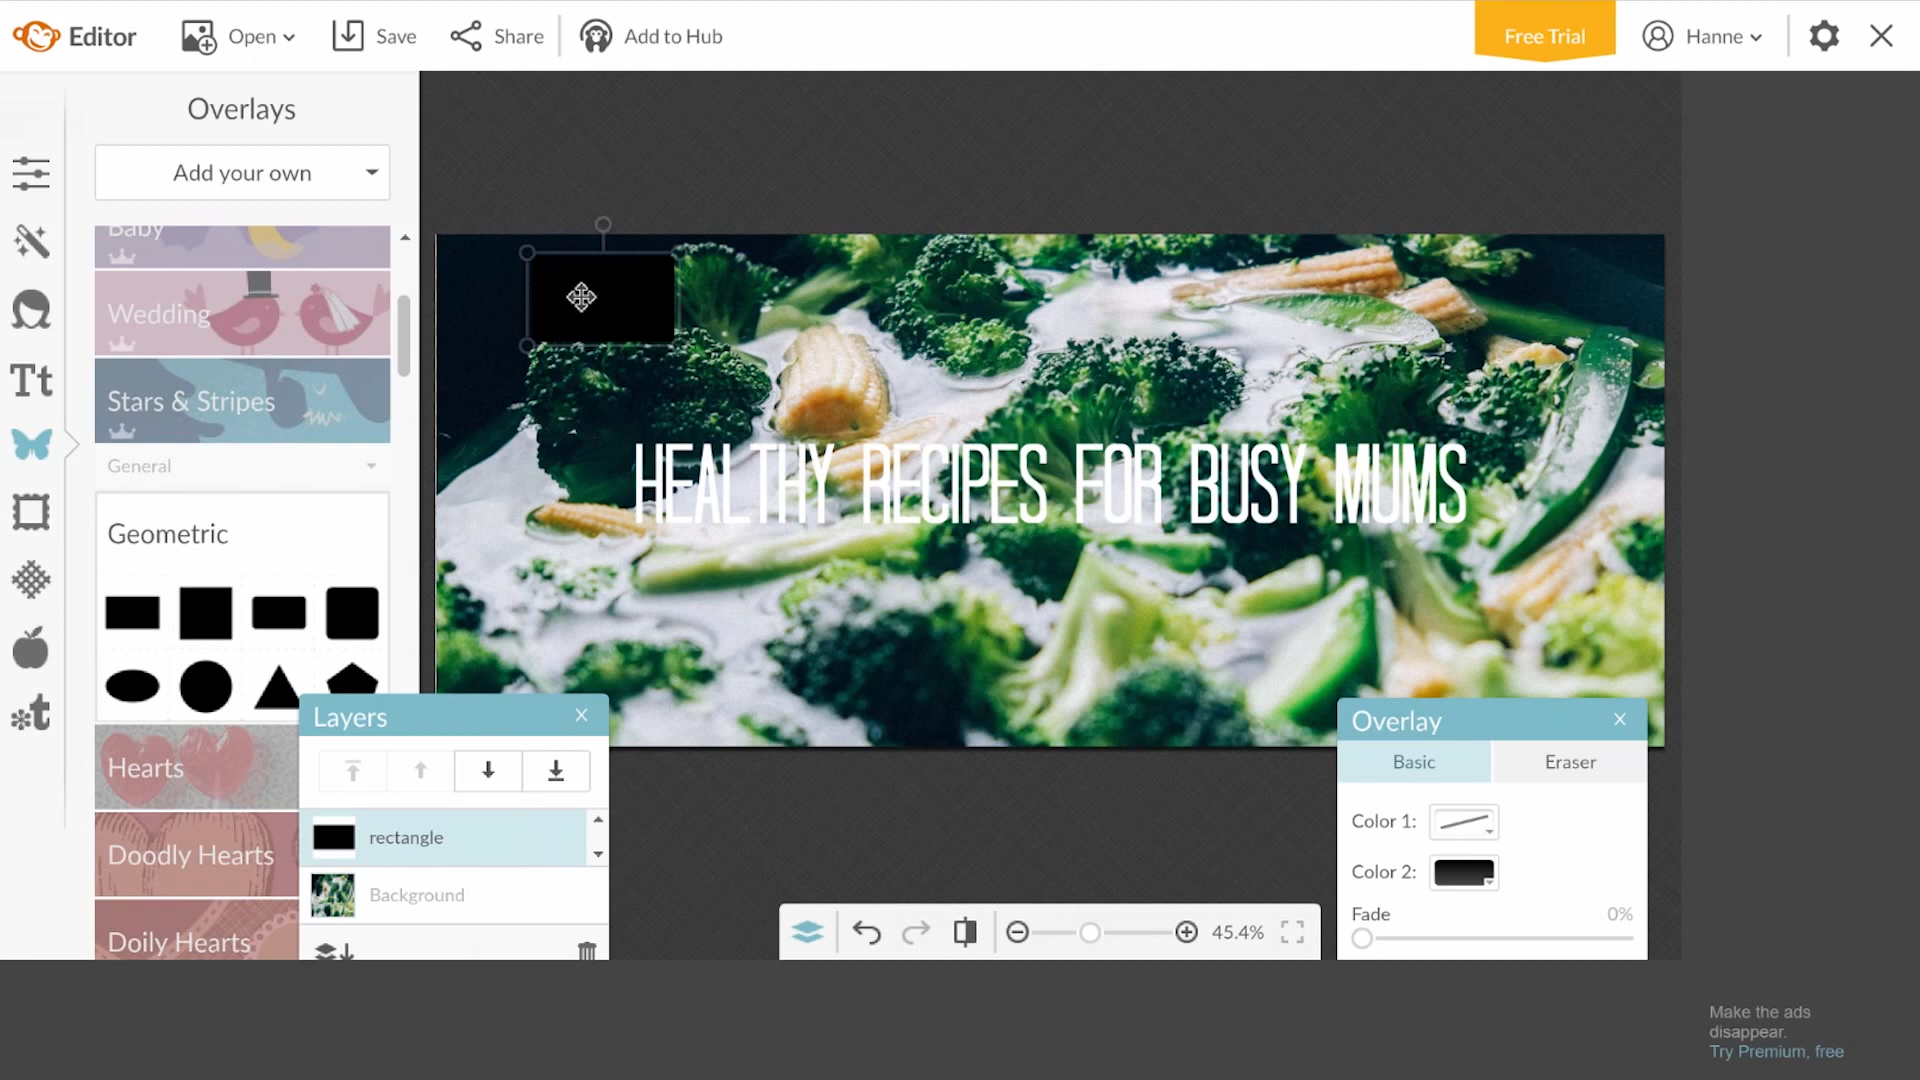 Editor
Open
Save
Share
Add to Hub
Free Trial
Hanne
Overlays
Add your own
Baby
Wedding
Stars & Stripes
General
Geometric
Hearts
Doodly Hearts
Doily Hearts
HEALTHY RECIPES FOR BUSY MUMS
Layers
rectangle
Background
45.4%
Overlay
Basic
Eraser
Color 1:
Color 2:
Fade
0%
Make the ads
disappear.
Try Premium, free